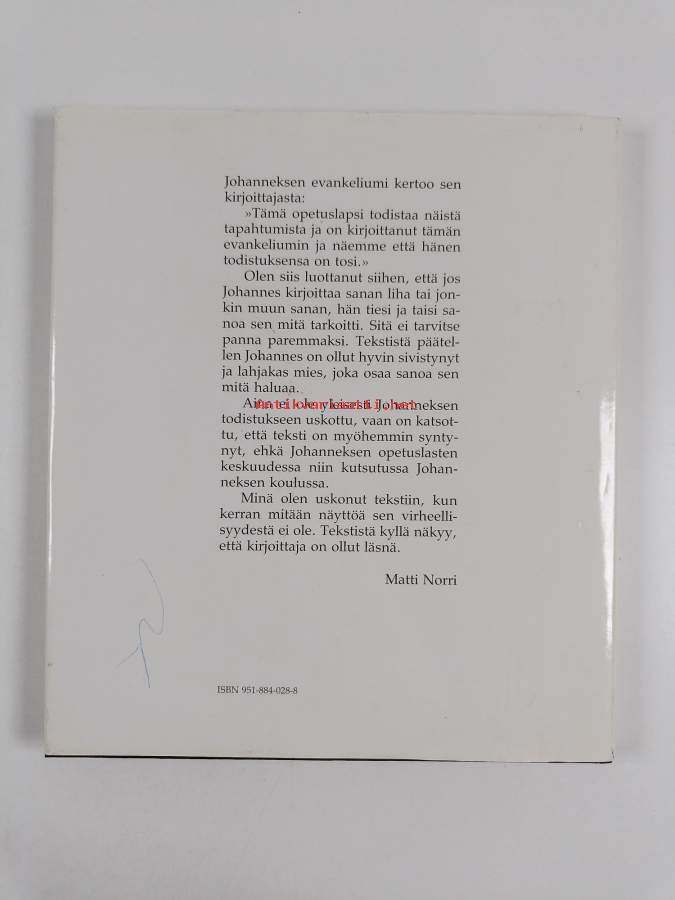 Johanneksen evankeliumi kertoo sen
kirjoittajasta:
»Tämä opetuslapsi todistaa näistä
tapahtumista ja on kirjoittanut tämän
evankeliumin ja näemme että hänen
todistuksensa on tosi.»
Olen siis luottanut siihen, että jos
Johannes kirjoittaa sanan liha tai jon-
kin muun sanan, hän tiesi ja taisi sa-
noa sen mitä tarkoitti. Sitä ei tarvitse
panna paremmaksi. Tekstistä päätel-
len Johannes on ollut hyvin sivistynyt
ja lahjakas mies, joka osaa sanoa sen
mitä haluaa.
Aina ei ole yleisesti Johanneksen
todistukseen uskottu, vaan on katsot-
tu, että teksti on myöhemmin synty-
nyt, ehkä Johanneksen opetuslasten
keskuudessa niin kutsutussa Johan-
neksen koulussa.
Minä olen uskonut tekstiin, kun
kerran mitään näyttöä sen virheelli-
syydestä ei ole. Tekstistä kyllä näkyy,
että kirjoittaja on ollut läsnä.
Matti Norri
ISBN 951-884-028-8